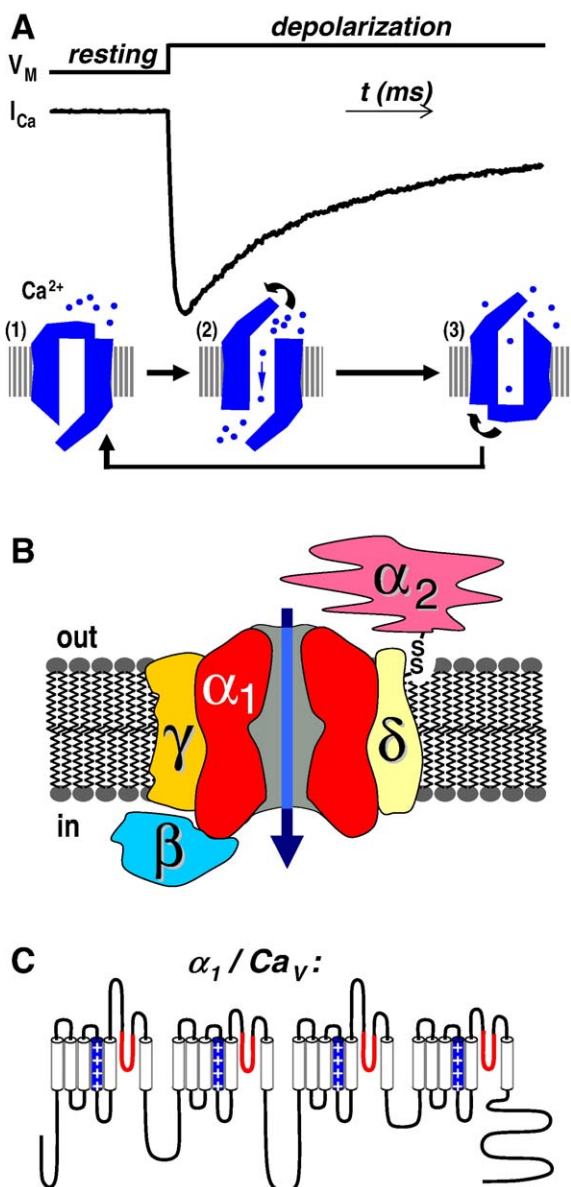 A
resting
depolarization
V_M
I_Ca
t (ms)
Ca²⁺
(1)
(2)
(3)
B
α₂
out
S
S
α₁
γ
δ
in
β
C
α₁ / Ca_V :
++++
++++
++++
++++